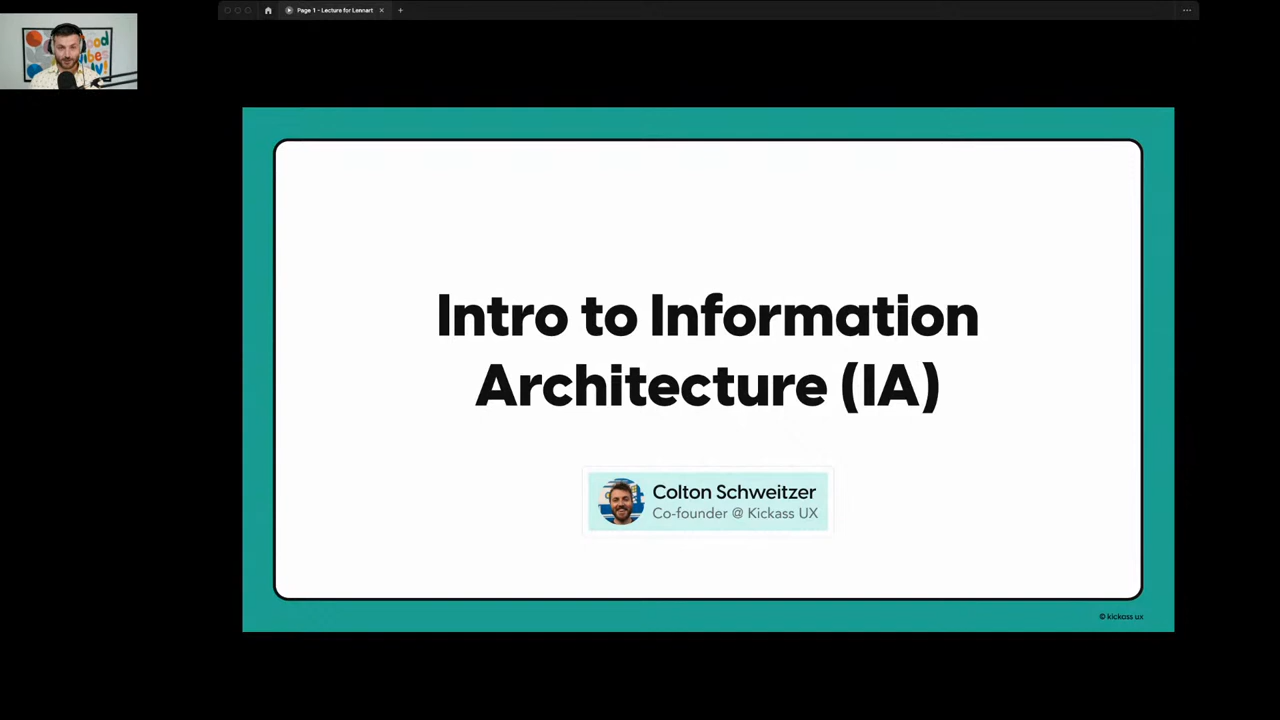 Page 1 - Lecture for Lennart
Intro to Information
Architecture (IA)
Colton Schweitzer
Co-founder @ Kickass UX
© kickass ux